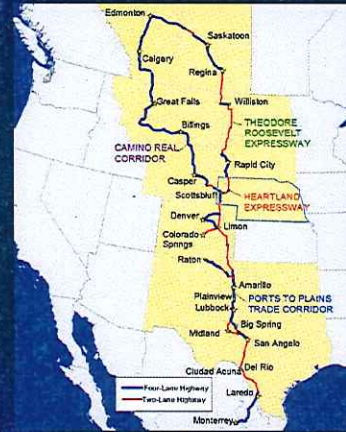 Edmonton
Saskatoon
Calgary
Regina
Great Falls
Williston
THEODORE
ROOSEVELT
EXPRESSWAY
Billings
CAMINO REAL
CORRIDOR
Rapid City
Casper
Scottsbluff
HEARTLAND
EXPRESSWAY
Denver
Limon
Colorado
Springs
Raton
Amarillo
Plainview
PORTS TO PLAINS
TRADE CORRIDOR
Lubbock
Big Spring
Midland
San Angelo
Ciudad Acuna
Del Rio
Four-Lane Highway
Two-Lane Highway
Laredo
Monterrey